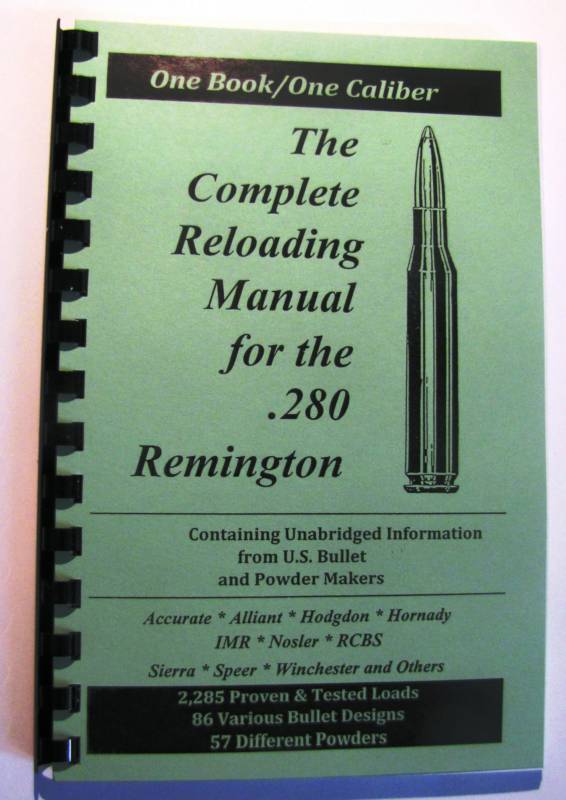 One Book/One Caliber
The
Complete
Reloading
Manual
for the
.280
Remington
Containing Unabridged Information
from U.S. Bullet
and Powder Makers
Accurate * Alliant * Hodgdon * Hornady
IMR * Nosler * RCBS
Sierra * Speer * Winchester and Others
2,285 Proven & Tested Loads
86 Various Bullet Designs
57 Different Powders